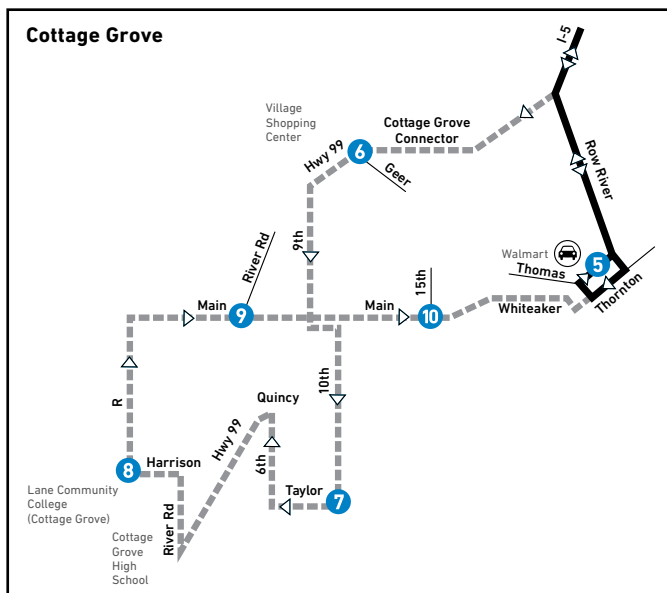 Cottage Grove
I-5
Village
Shopping
Center
Cottage Grove
Connector
Hwy 99
6
Geer
Row River
9th
River Rd
Walmart
5
Thomas
15th
Main
9
Main
10
Whiteaker
Thornton
10th
Quincy
R
Hwy 99
6th
8
Harrison
Taylor
7
Lane Community
College
(Cottage Grove)
River Rd
Cottage
Grove
High
School